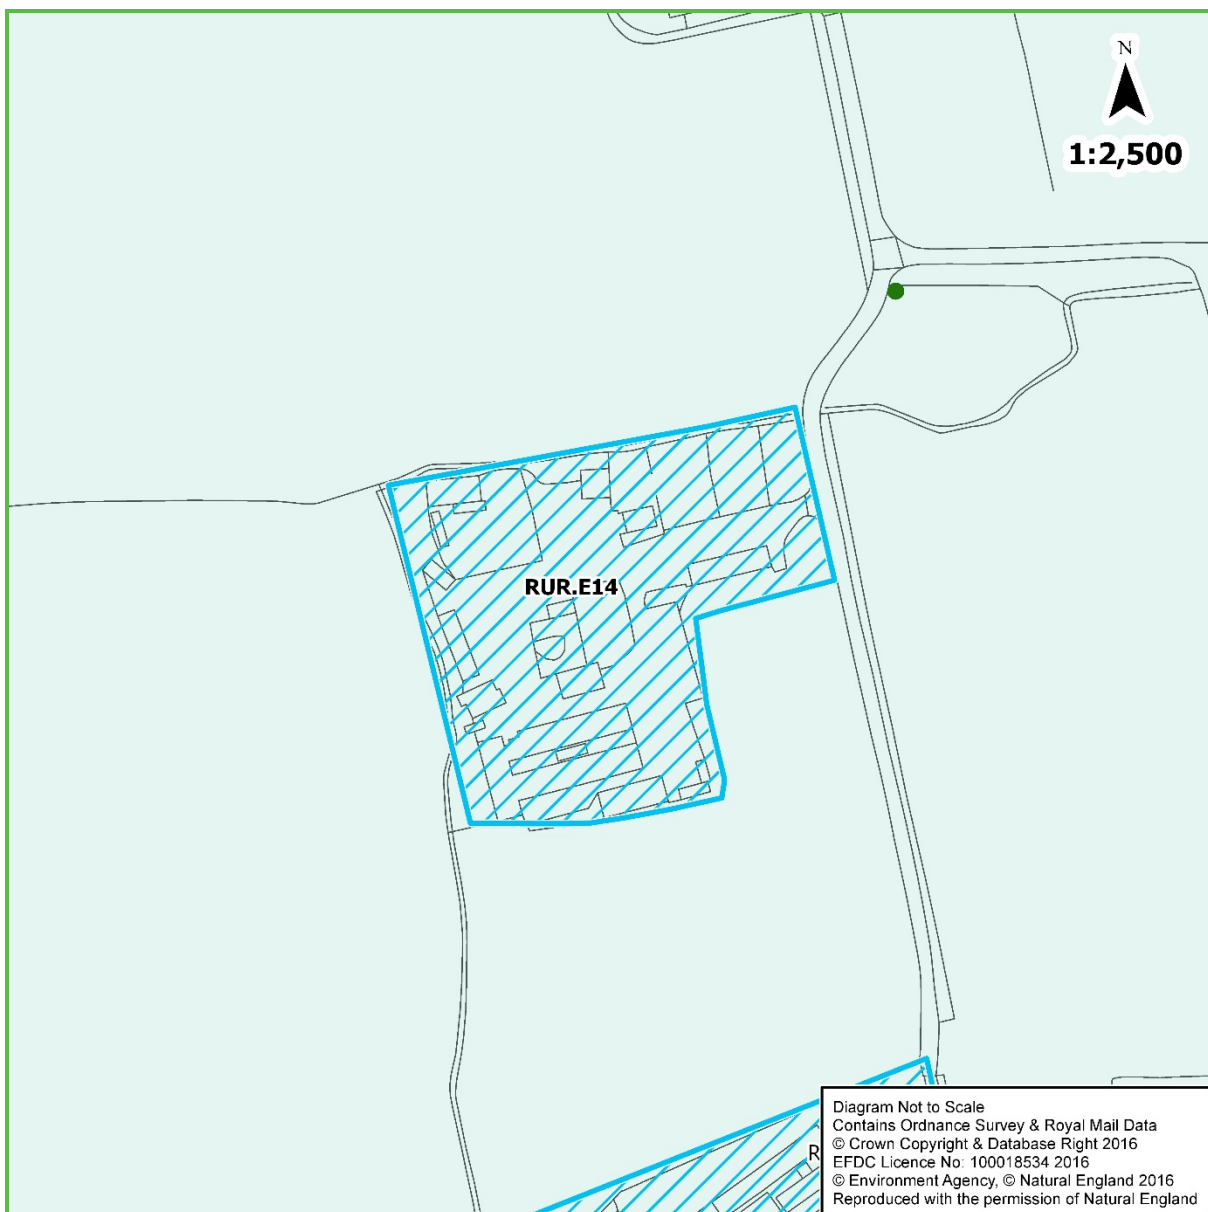 N
1:2,500
RUR.E14
R
Diagram Not to Scale
Contains Ordnance Survey & Royal Mail Data
© Crown Copyright & Database Right 2016
EFDC Licence No: 100018534 2016
© Environment Agency, © Natural England 2016
Reproduced with the permission of Natural England